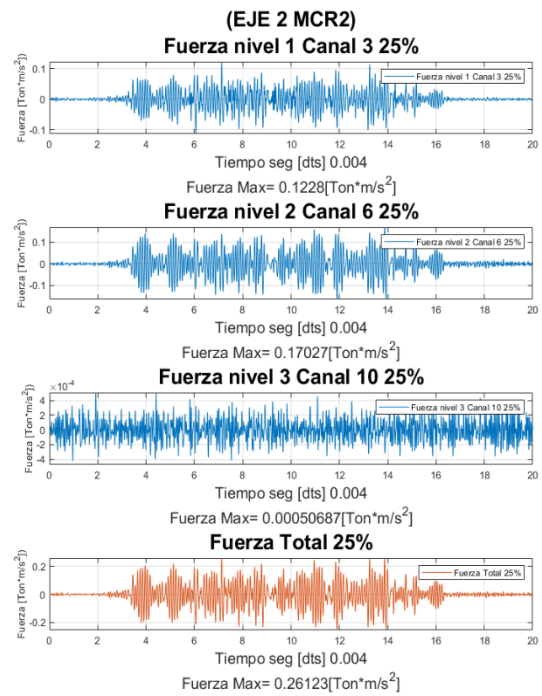 (EJE 2 MCR2)
Fuerza nivel 1 Canal 3 25%
Fuerza nivel 1 Canal 3 25%
Fuerza [Ton*m/s²])
0.1
0
-0.1
0 2 4 6 8 10 12 14 16 18 20
Tiempo seg [dts] 0.004
Fuerza Max= 0.1228[Ton*m/s²]
Fuerza nivel 2 Canal 6 25%
Fuerza nivel 2 Canal 6 25%
Fuerza [Ton*m/s²])
0.1
0
-0.1
0 2 4 6 8 10 12 14 16 18 20
Tiempo seg [dts] 0.004
Fuerza Max= 0.17027[Ton*m/s²]
Fuerza nivel 3 Canal 10 25%
×10⁻⁴
Fuerza nivel 3 Canal 10 25%
Fuerza [Ton*m/s²])
4
2
0
-2
-4
0 2 4 6 8 10 12 14 16 18 20
Tiempo seg [dts] 0.004
Fuerza Max= 0.00050687[Ton*m/s²]
Fuerza Total 25%
Fuerza Total 25%
Fuerza [Ton*m/s²])
0.2
0
-0.2
0 2 4 6 8 10 12 14 16 18 20
Tiempo seg [dts] 0.004
Fuerza Max= 0.26123[Ton*m/s²]